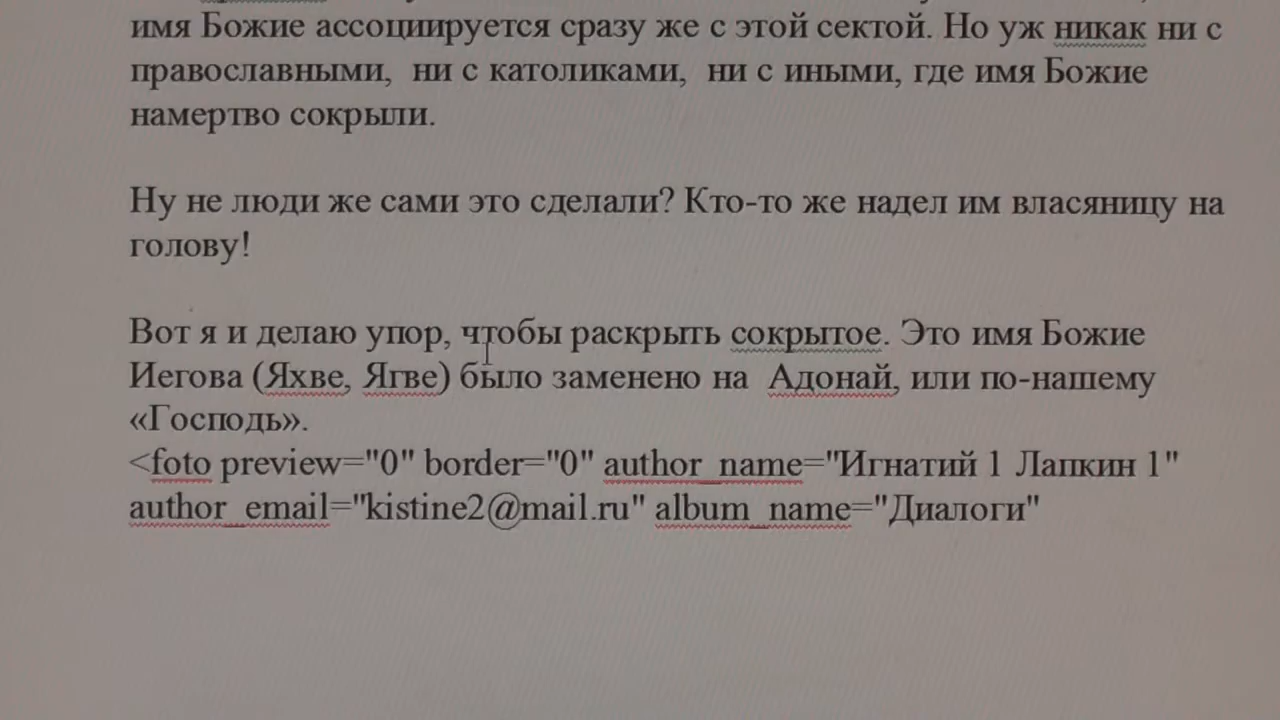 имя Божие ассоциируется сразу же с этой сектой. Но уж никак ни с
православными,  ни с католиками,  ни с иными, где имя Божие
намертво сокрыли.
Ну не люди же сами это сделали? Кто-то же надел им власяницу на
голову!
Вот я и делаю упор, чтобы раскрыть сокрытое. Это имя Божие
Иегова (Яхве, Ягве) было заменено на  Адонай, или по-нашему
«Господь».
<foto preview="0" border="0" author_name="Игнатий 1 Лапкин 1"
author_email="kistine2@mail.ru" album_name="Диалоги"